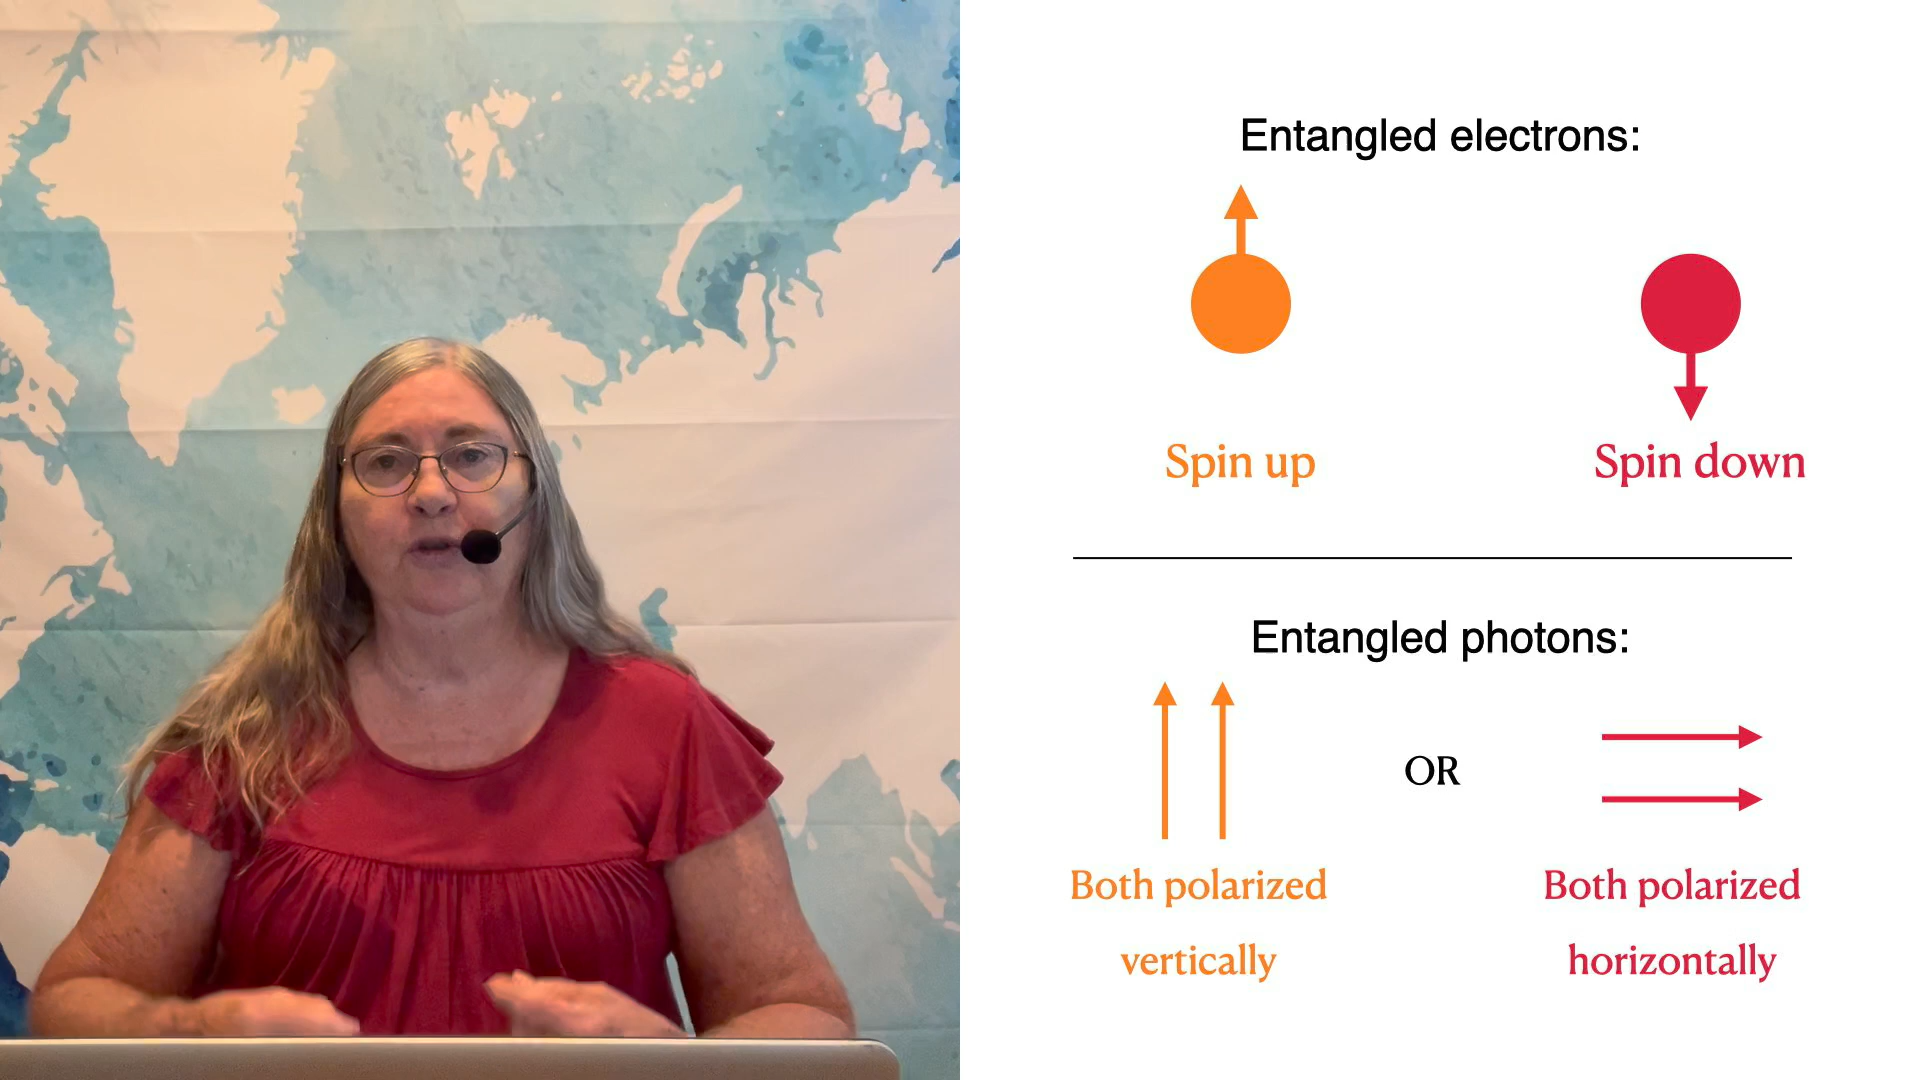 Entangled electrons:
Spin up
Spin down
Entangled photons:
OR
Both polarized
vertically
Both polarized
horizontally